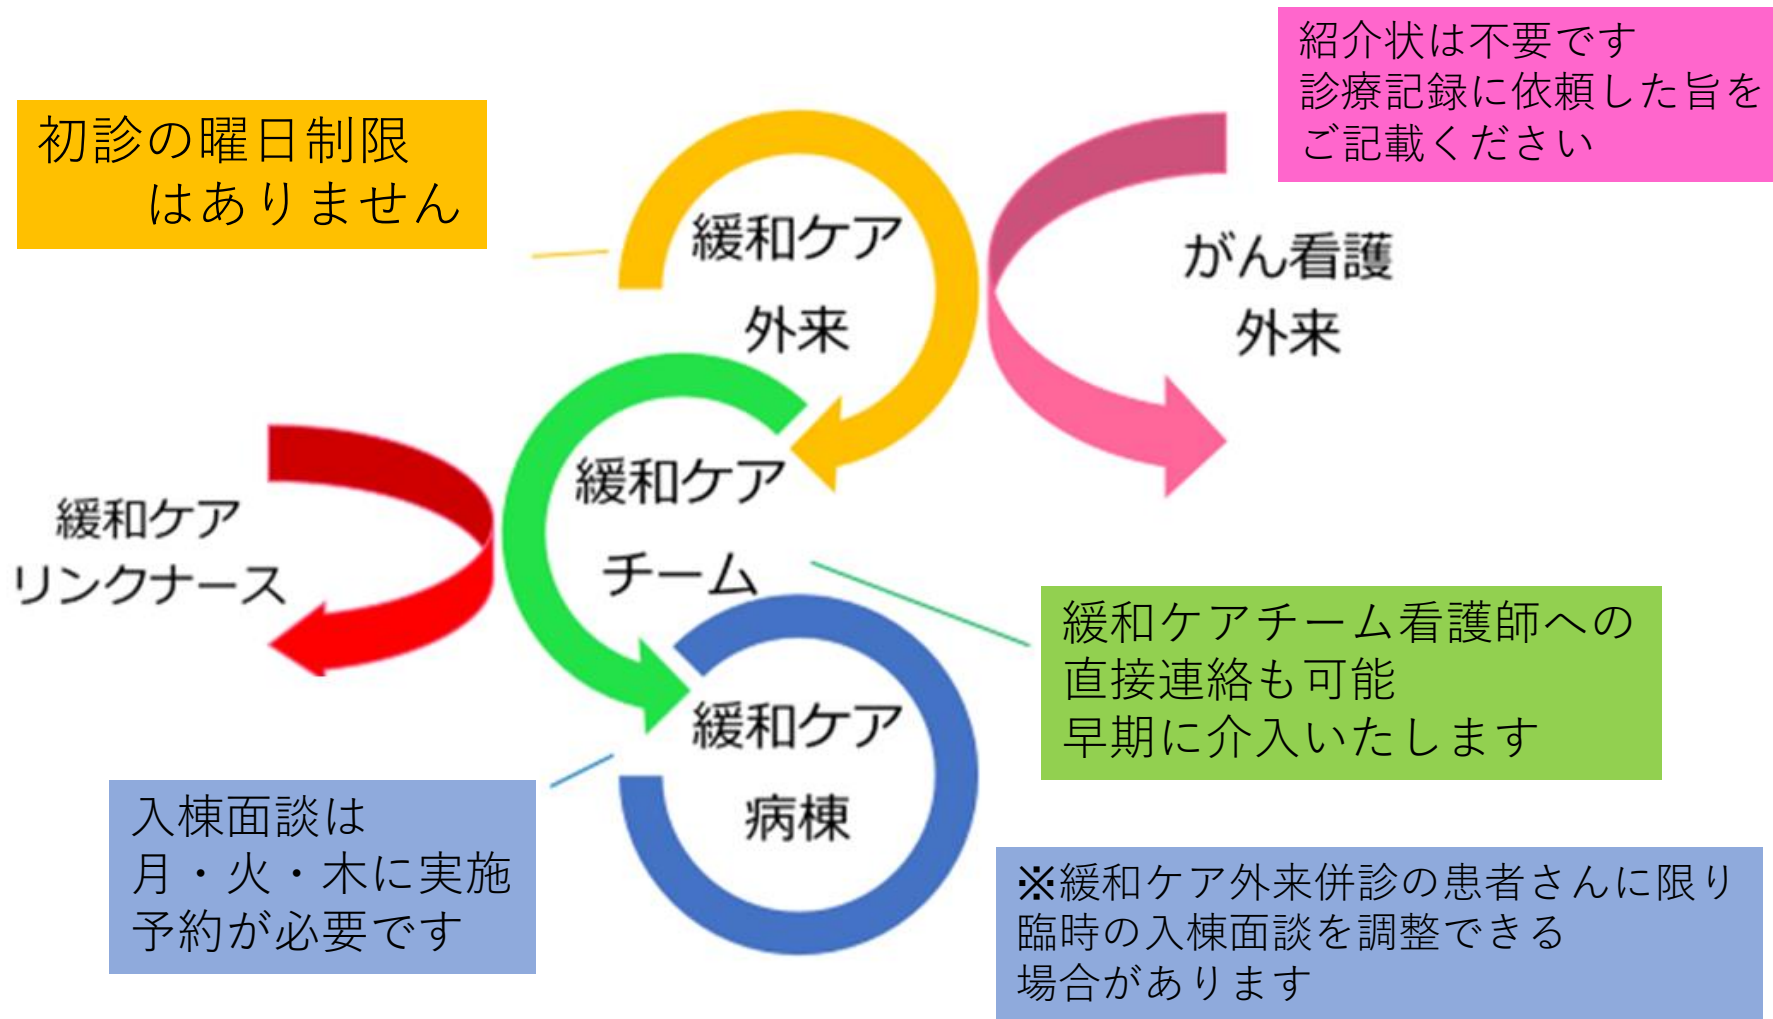 紹介状は不要です
診療記録に依頼した旨を
ご記載ください
初診の曜日制限
はありません
緩和ケア
外来
がん看護
外来
緩和ケア
チーム
緩和ケア
リンクナース
緩和ケアチーム看護師への
直接連絡も可能
早期に介入いたします
緩和ケア
病棟
入棟面談は
月・火・木に実施
予約が必要です
※緩和ケア外来併診の患者さんに限り
臨時の入棟面談を調整できる
場合があります